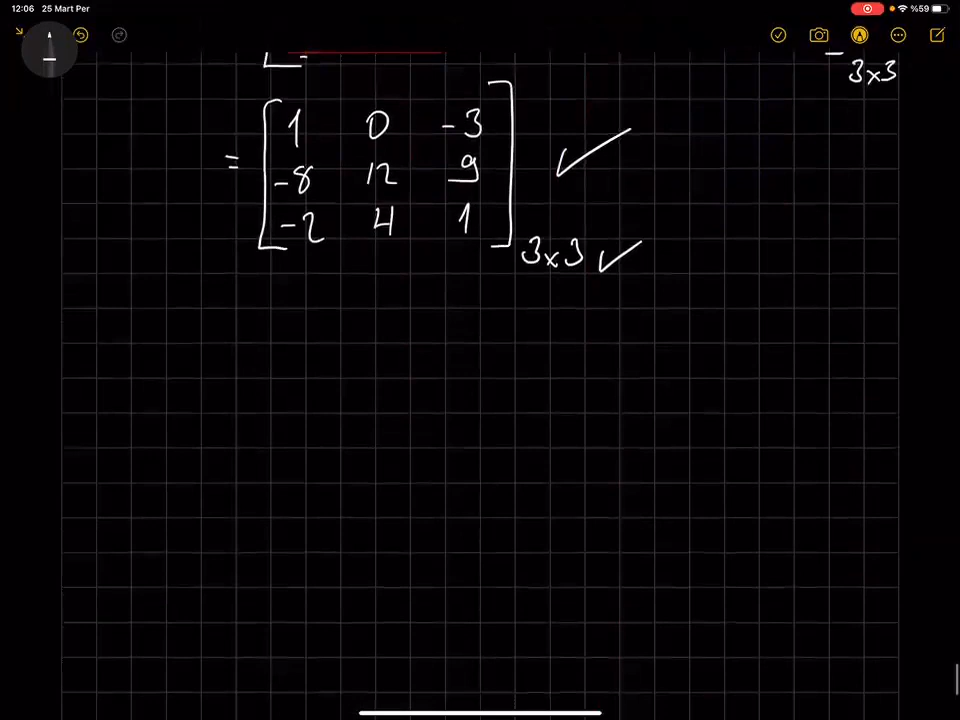 12:06 25 Mart Per %59
3x3
= [ 1 0 -3
-8 12 9
-2 4 1 ] 3x3 ✓
✓